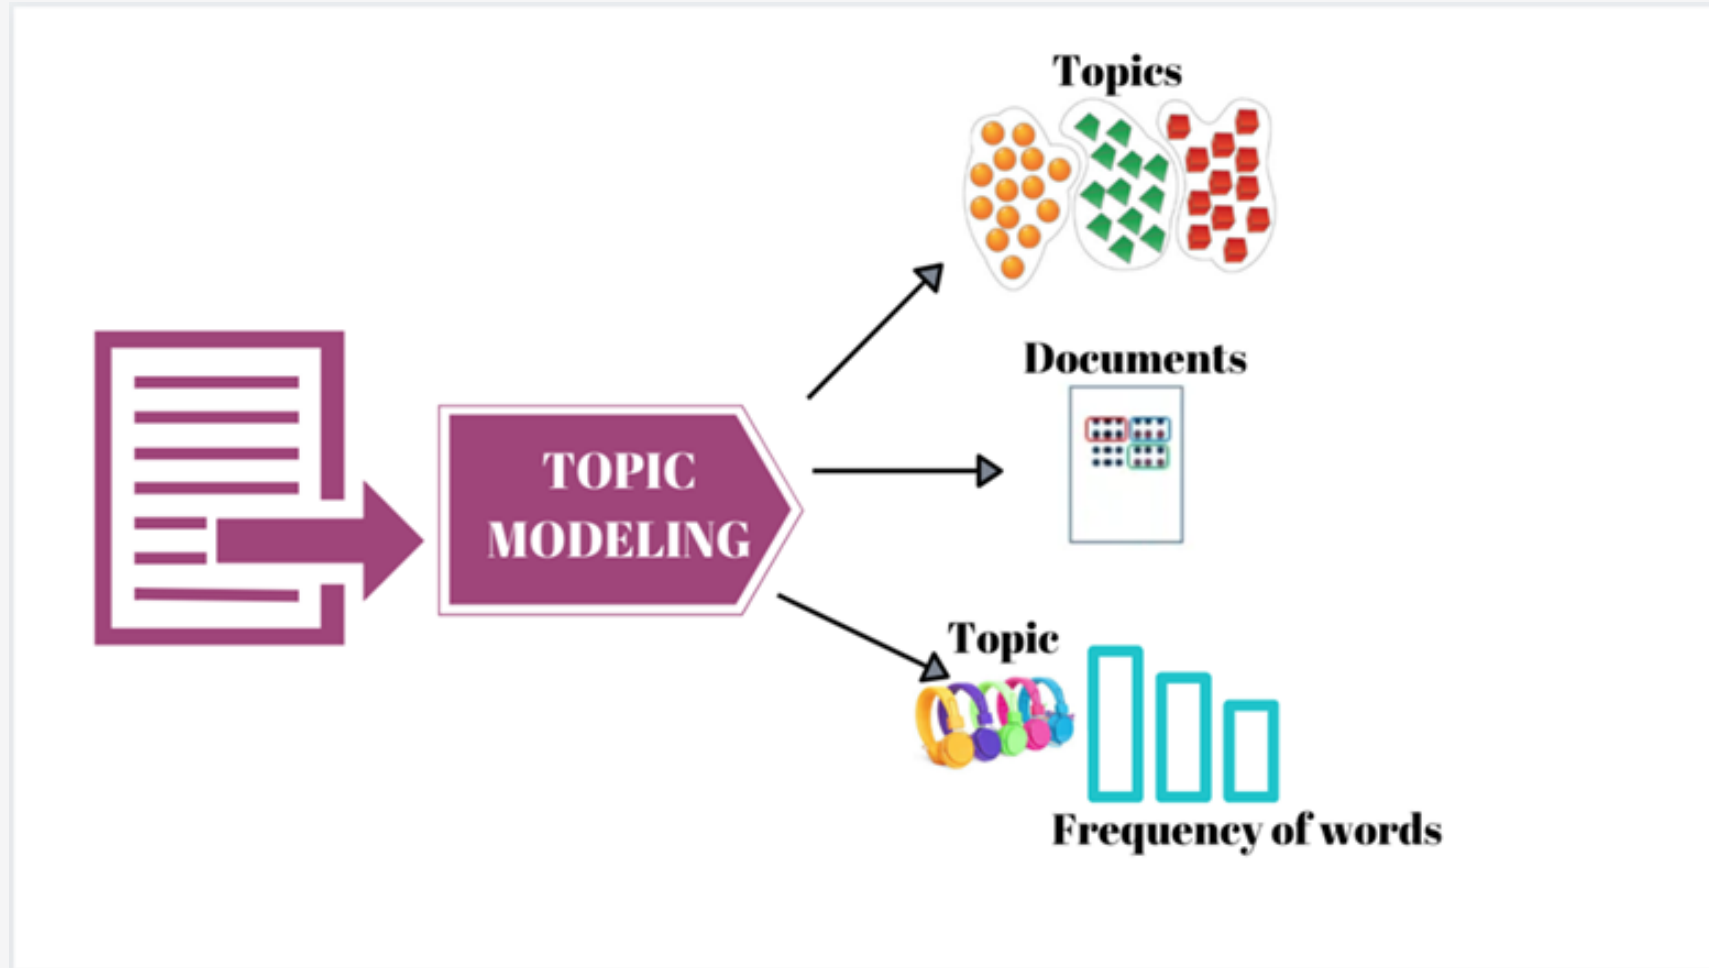 Topics
Documents
TOPIC
MODELING
Topic
Frequency of words